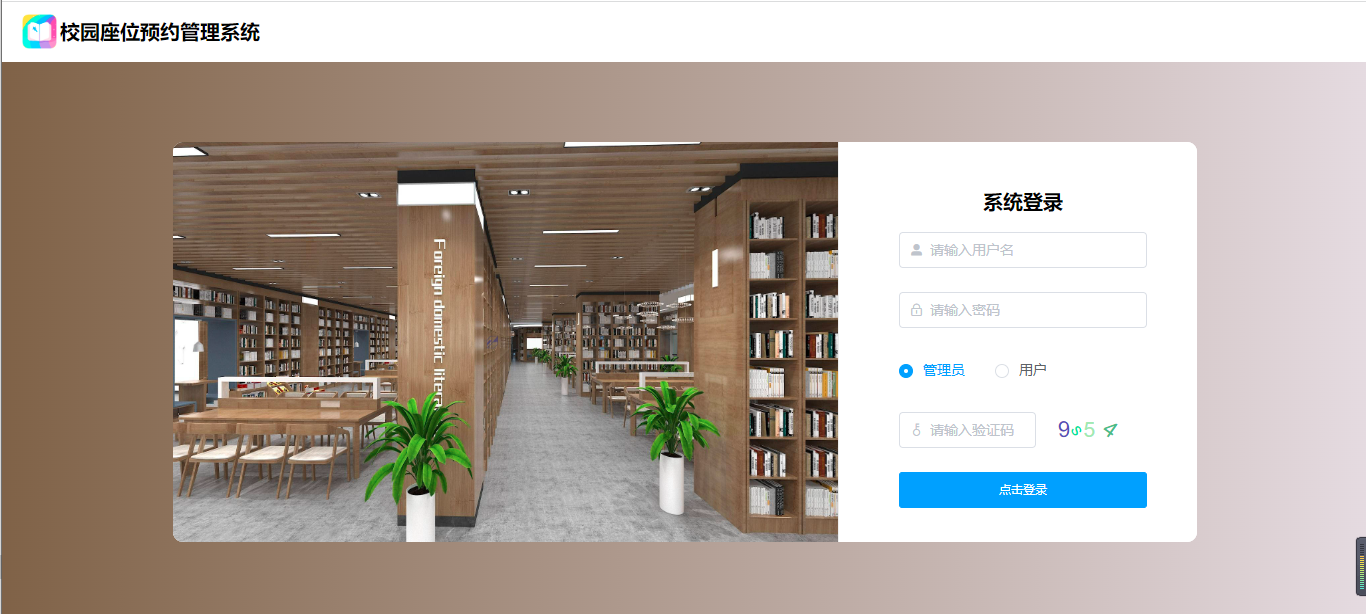 校园座位预约管理系统
Foreign domestic litera
系统登录
请输入用户名
请输入密码
管理员 用户
请输入验证码 9s54
点击登录